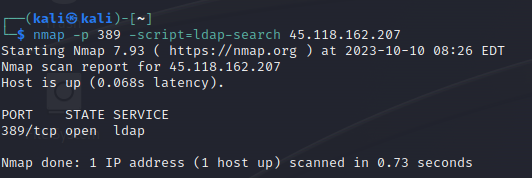 ┌──(kali㉿kali)-[~]
└─$ nmap -p 389 -script=ldap-search 45.118.162.207
Starting Nmap 7.93 ( https://nmap.org ) at 2023-10-10 08:26 EDT
Nmap scan report for 45.118.162.207
Host is up (0.068s latency).
PORT    STATE SERVICE
389/tcp open  ldap
Nmap done: 1 IP address (1 host up) scanned in 0.73 seconds